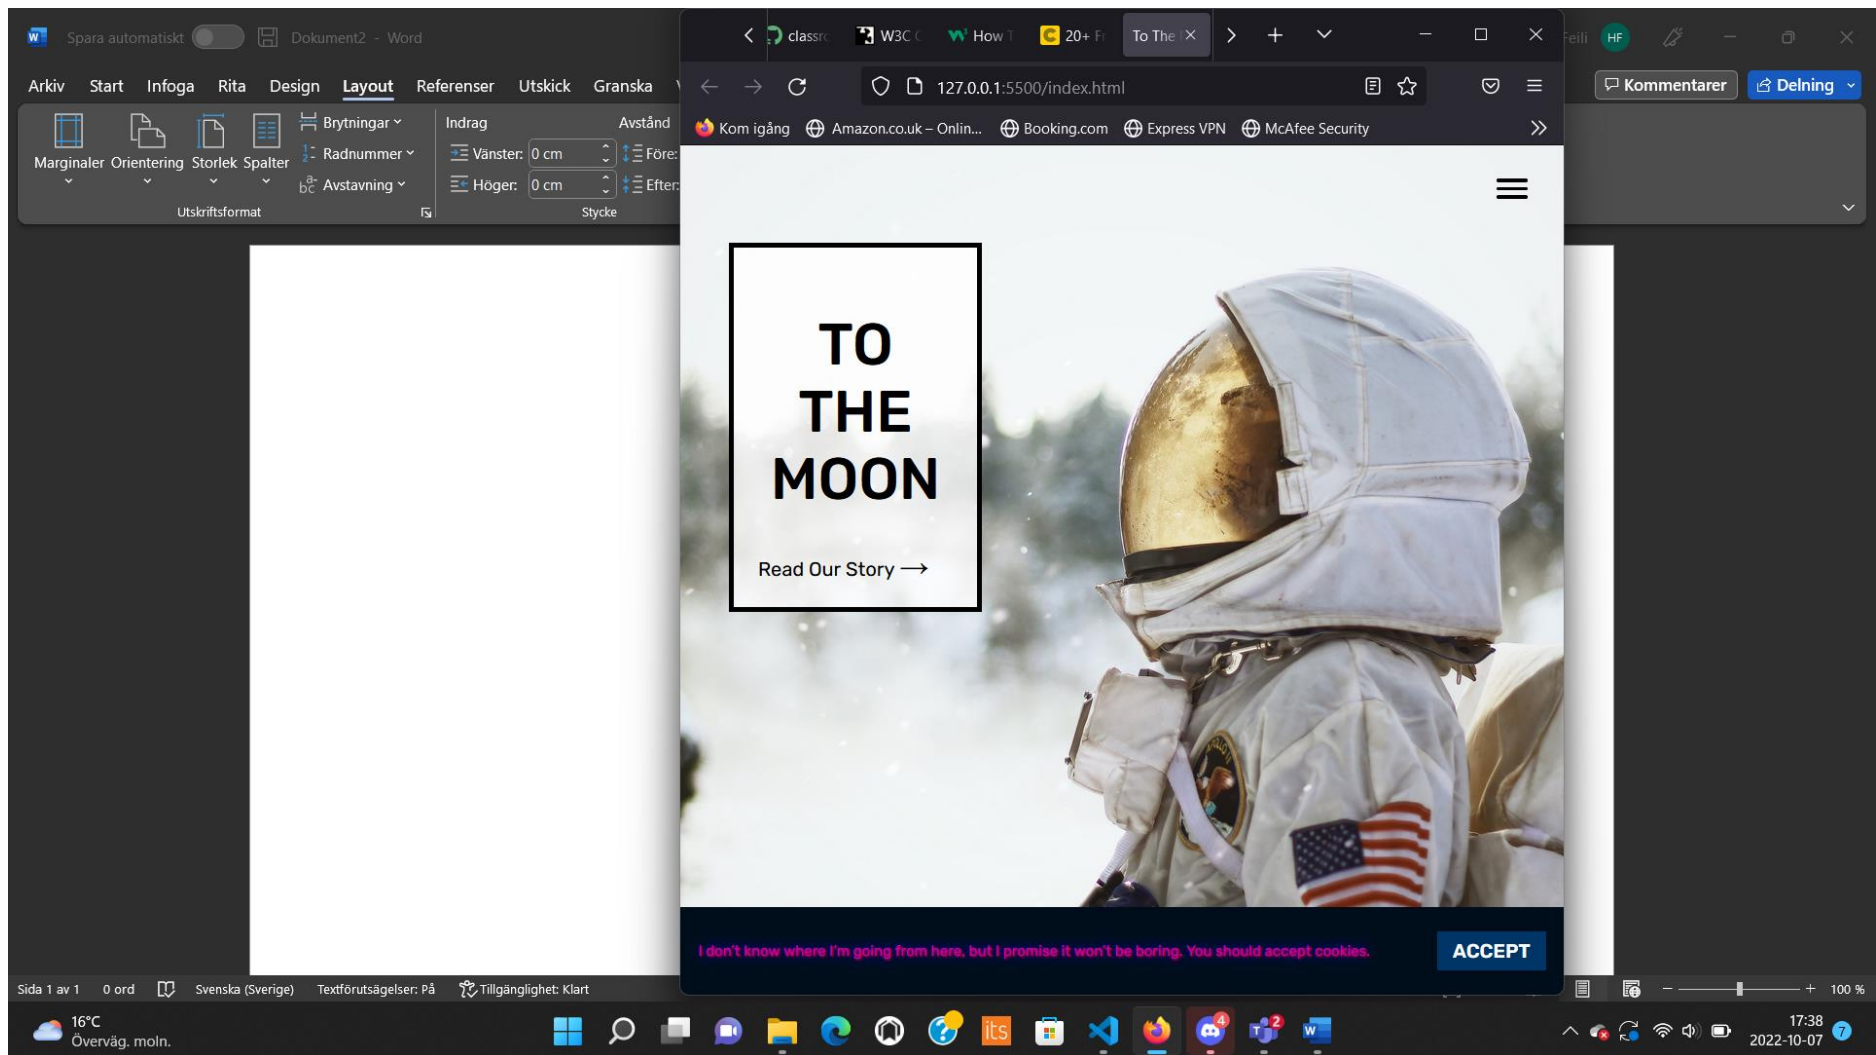 Spara automatiskt
Dokument2 - Word
HF
Arkiv Start Infoga Rita Design Layout Referenser Utskick Granska
Kommentarer
Delning
Marginaler Orientering Storlek Spalter
Brytningar
Radnummer
Avstavning
Utskriftsformat
Indrag
Avstånd
Vänster: 0 cm
Före:
Höger: 0 cm
Efter:
Stycke
W3C
How T
20+ Fr
To The
127.0.0.1:5500/index.html
Kom igång
Amazon.co.uk – Onlin...
Booking.com
Express VPN
McAfee Security
TO
THE
MOON
Read Our Story →
I don't know where I'm going from here, but I promise it won't be boring. You should accept cookies.
ACCEPT
Sida 1 av 1
0 ord
Svenska (Sverige)
Textförutsägelser: På
Tillgänglighet: Klart
100 %
16°C
Överväg. moln.
its
4
2
17:38
2022-10-07
7